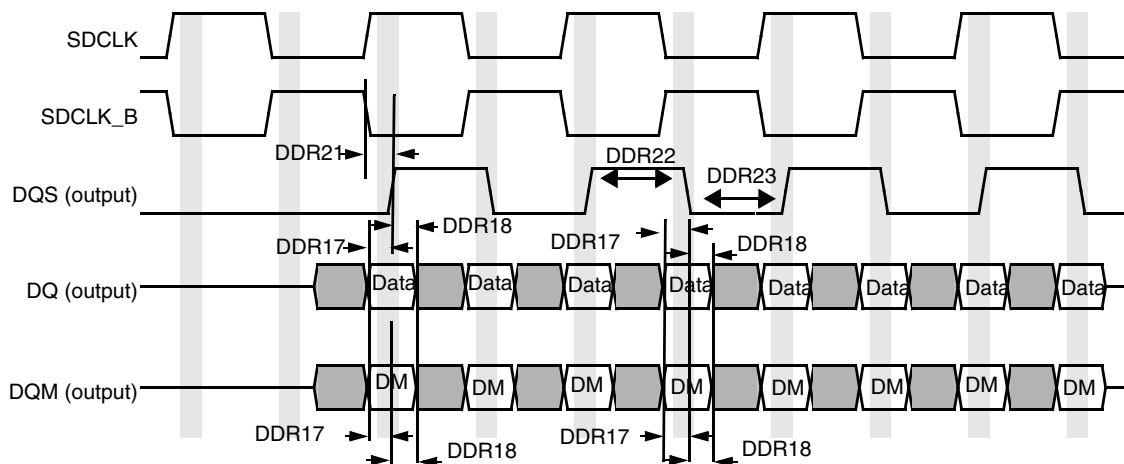 SDCLK
SDCLK_B
DDR21
DDR22
DQS (output)
DDR23
DDR18
DDR17
DDR17
DDR18
DQ (output)
Data
Data
Data
Data
Data
Data
Data
Data
DQM (output)
DM
DM
DM
DM
DM
DM
DM
DM
DDR17
DDR18
DDR17
DDR18